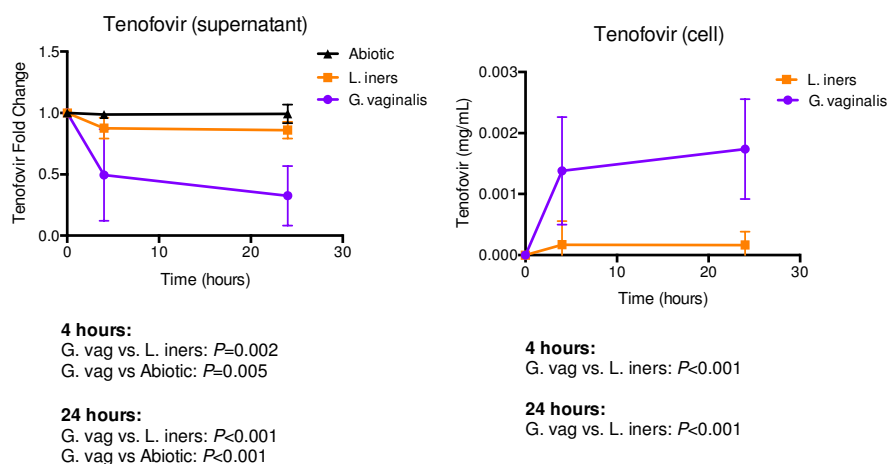 Tenofovir (supernatant)
Tenofovir Fold Change
1.5
1.0
0.5
0.0
0
10
20
30
Time (hours)
Abiotic
L. iners
G. vaginalis
4 hours:
G. vag vs. L. iners: P=0.002
G. vag vs Abiotic: P=0.005
24 hours:
G. vag vs. L. iners: P<0.001
G. vag vs Abiotic: P<0.001
Tenofovir (cell)
Tenofovir (mg/mL)
0.003
0.002
0.001
0.000
0
10
20
30
Time (hours)
L. iners
G. vaginalis
4 hours:
G. vag vs. L. iners: P<0.001
24 hours:
G. vag vs. L. iners: P<0.001